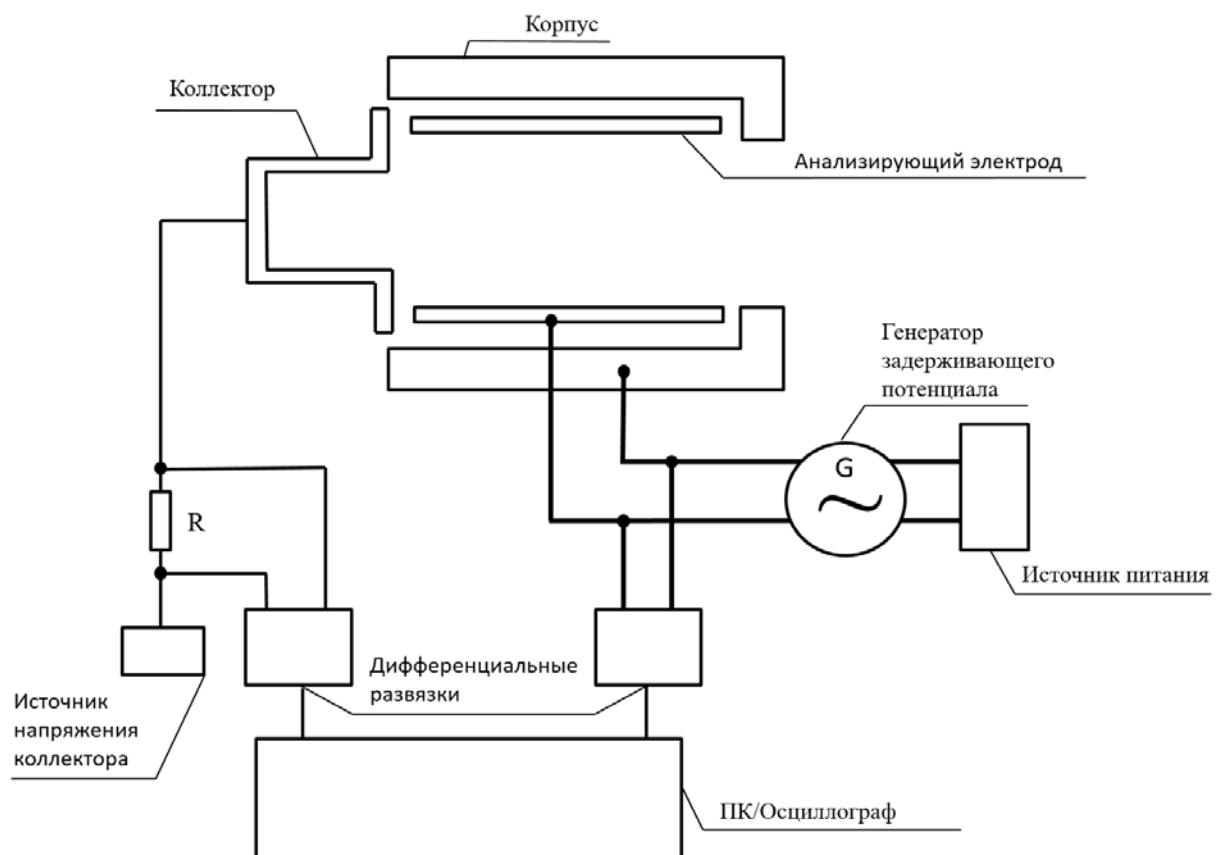 Корпус
Коллектор
Анализирующий электрод
Генератор
задерживающего
потенциала
G
R
Источник питания
Дифференциальные
развязки
Источник
напряжения
коллектора
ПК/Осциллограф